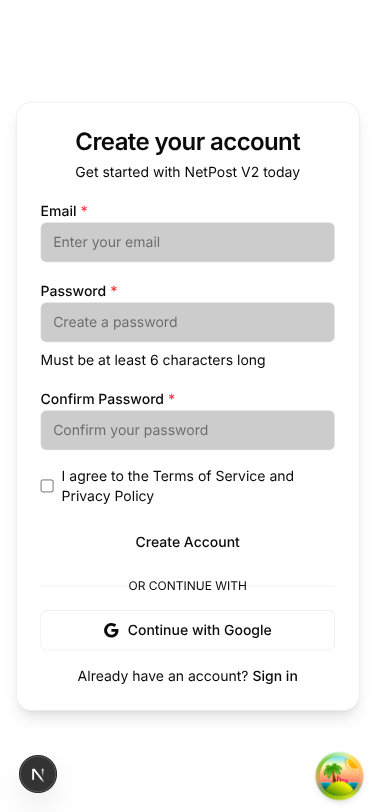 Create your account
Get started with NetPost V2 today
Email *
Enter your email
Password *
Create a password
Must be at least 6 characters long
Confirm Password *
Confirm your password
I agree to the Terms of Service and
Privacy Policy
Create Account
OR CONTINUE WITH
G Continue with Google
Already have an account? Sign in
N